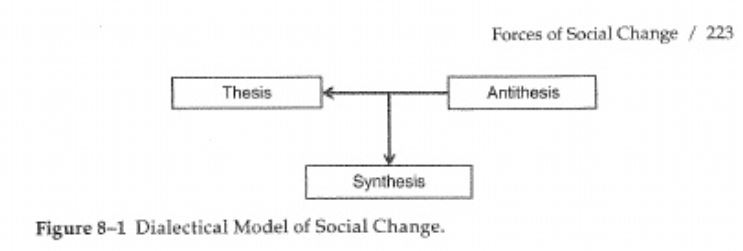 Forces of Social Change / 223
Thesis
Antithesis
Synthesis
Figure 8–1 Dialectical Model of Social Change.